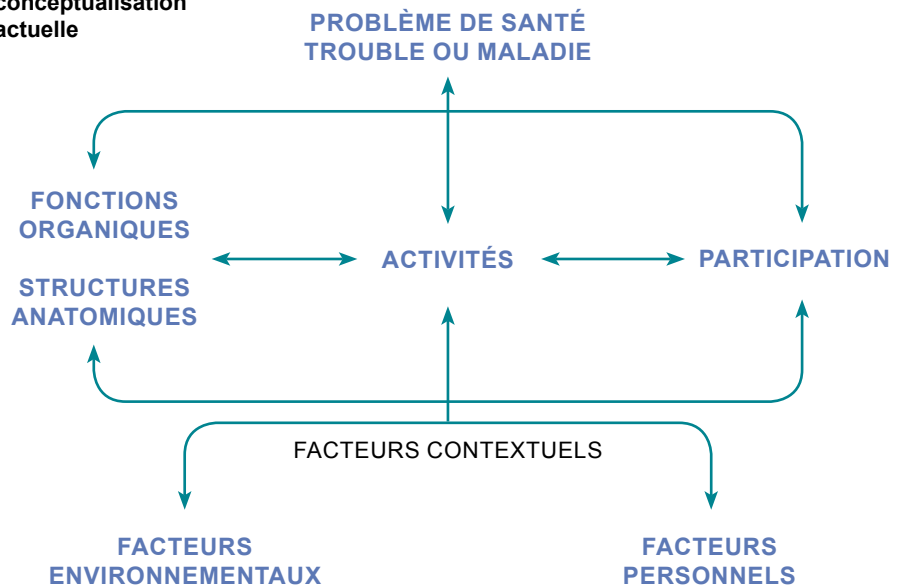 conceptualisation
actuelle
PROBLÈME DE SANTÉ
TROUBLE OU MALADIE
FONCTIONS
ORGANIQUES
STRUCTURES
ANATOMIQUES
ACTIVITÉS
PARTICIPATION
FACTEURS CONTEXTUELS
FACTEURS
ENVIRONNEMENTAUX
FACTEURS
PERSONNELS